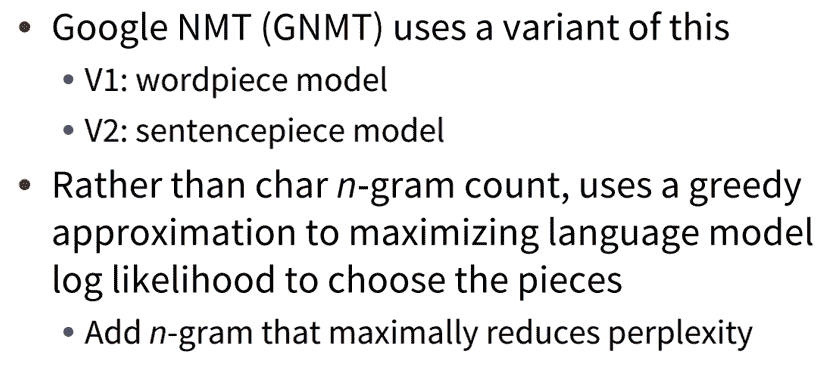 • Google NMT (GNMT) uses a variant of this
• V1: wordpiece model
• V2: sentencepiece model
• Rather than char n-gram count, uses a greedy
approximation to maximizing language model
log likelihood to choose the pieces
• Add n-gram that maximally reduces perplexity